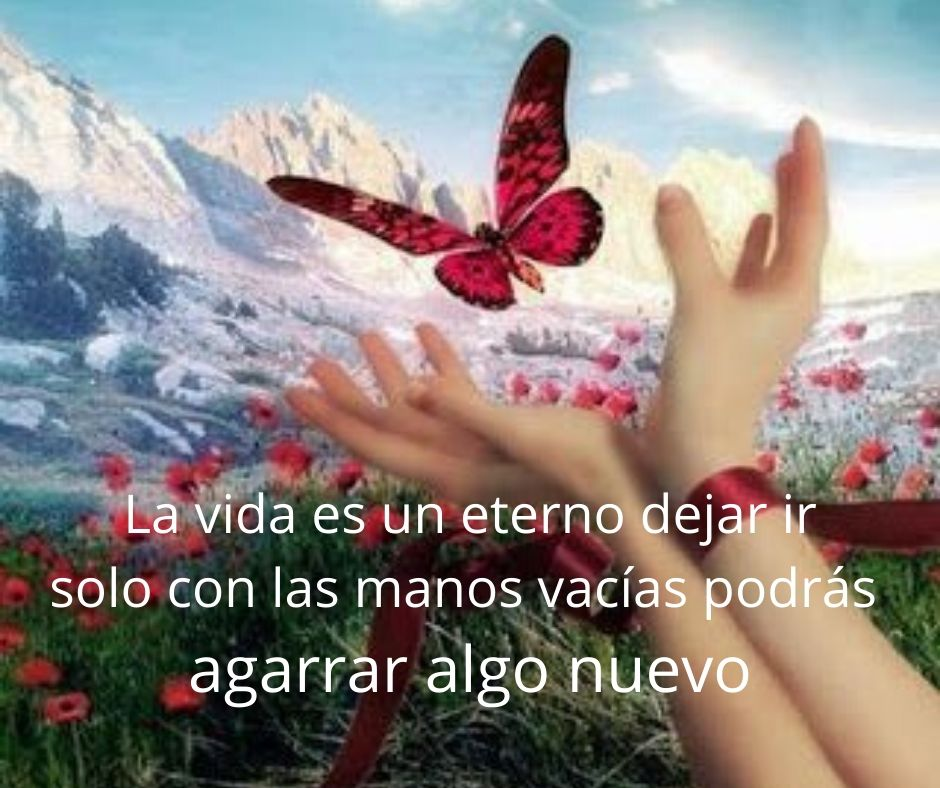 La vida es un eterno dejar ir
solo con las manos vacías podrás
agarrar algo nuevo